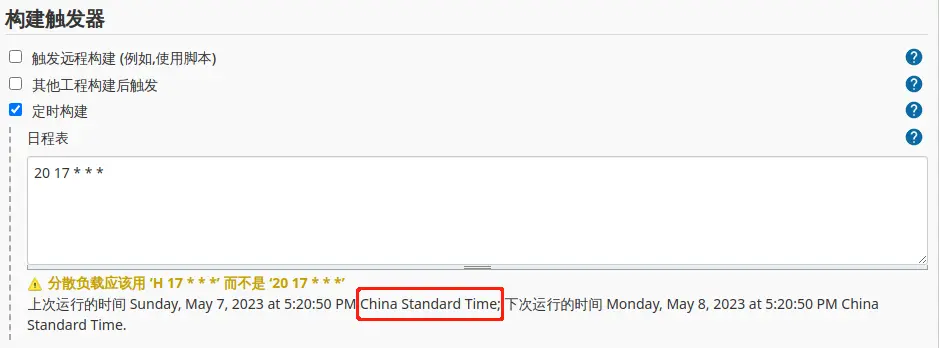 构建触发器
触发远程构建 (例如,使用脚本)
其他工程构建后触发
定时构建
日程表
20 17 * * *
分散负载应该用 ‘H 17 * * *’ 而不是 ‘20 17 * * *’
上次运行的时间 Sunday, May 7, 2023 at 5:20:50 PM China Standard Time; 下次运行的时间 Monday, May 8, 2023 at 5:20:50 PM China
Standard Time.